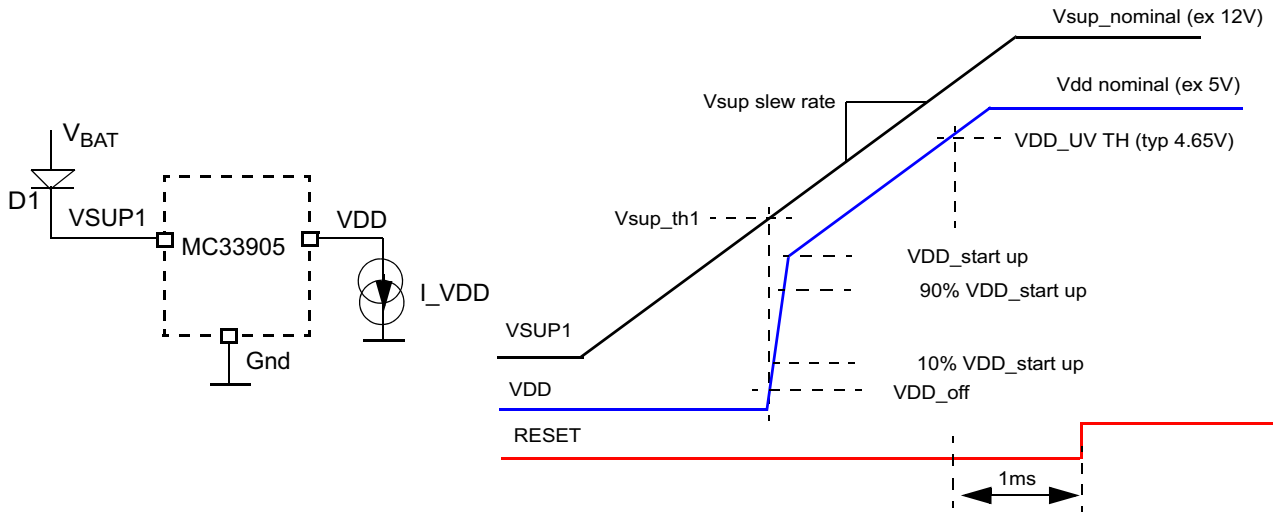 V_BAT
D1
VSUP1
MC33905
VDD
I_VDD
Gnd
Vsup_nominal (ex 12V)
Vdd nominal (ex 5V)
Vsup slew rate
VDD_UV TH (typ 4.65V)
Vsup_th1
VDD_start up
90% VDD_start up
VSUP1
10% VDD_start up
VDD
VDD_off
RESET
1ms